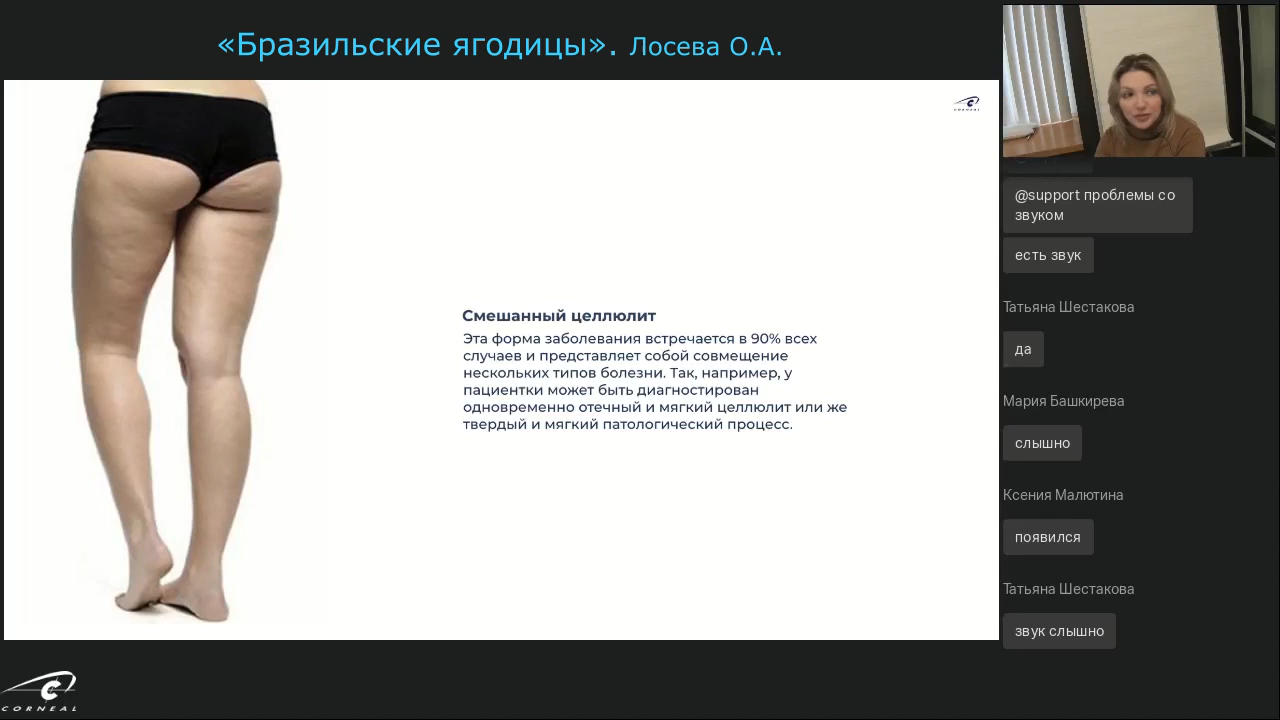 «Бразильские ягодицы». Лосева О.А.
CORNEAL
Смешанный целлюлит
Эта форма заболевания встречается в 90% всех
случаев и представляет собой совмещение
нескольких типов болезни. Так, например, у
пациентки может быть диагностирован
одновременно отечный и мягкий целлюлит или же
твердый и мягкий патологический процесс.
@support проблемы со
звуком
есть звук
Татьяна Шестакова
да
Мария Башкирева
слышно
Ксения Малютина
появился
Татьяна Шестакова
звук слышно
CORNEAL